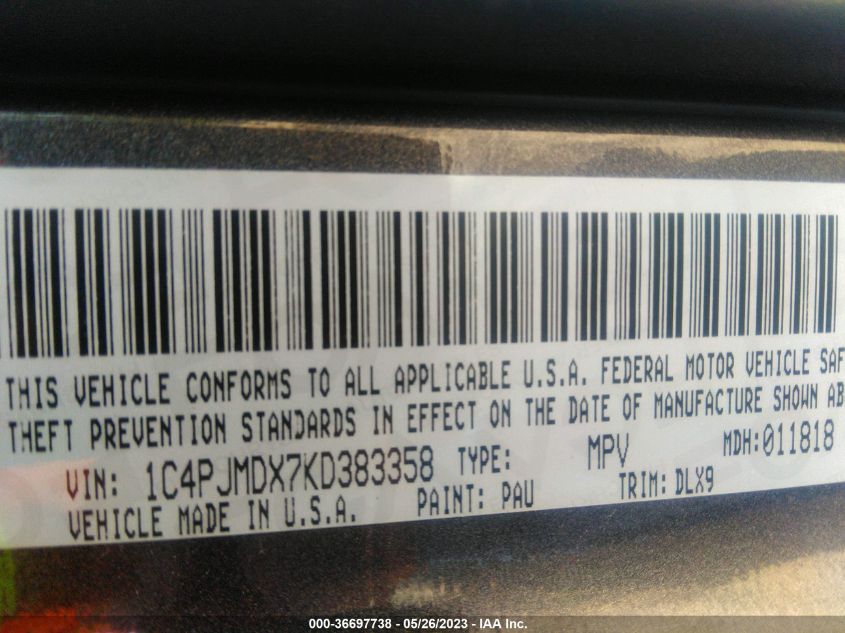 THIS VEHICLE CONFORMS TO ALL APPLICABLE U.S.A. FEDERAL MOTOR VEHICLE SAF
THEFT PREVENTION STANDARDS IN EFFECT ON THE DATE OF MANUFACTURE SHOWN AB
VIN: 1C4PJMDX7KD383358 TYPE: MPV MDH:011818
VEHICLE MADE IN U.S.A. PAINT: PAU TRIM: DLX9
000-36697738 - 05/26/2023 - IAA Inc.